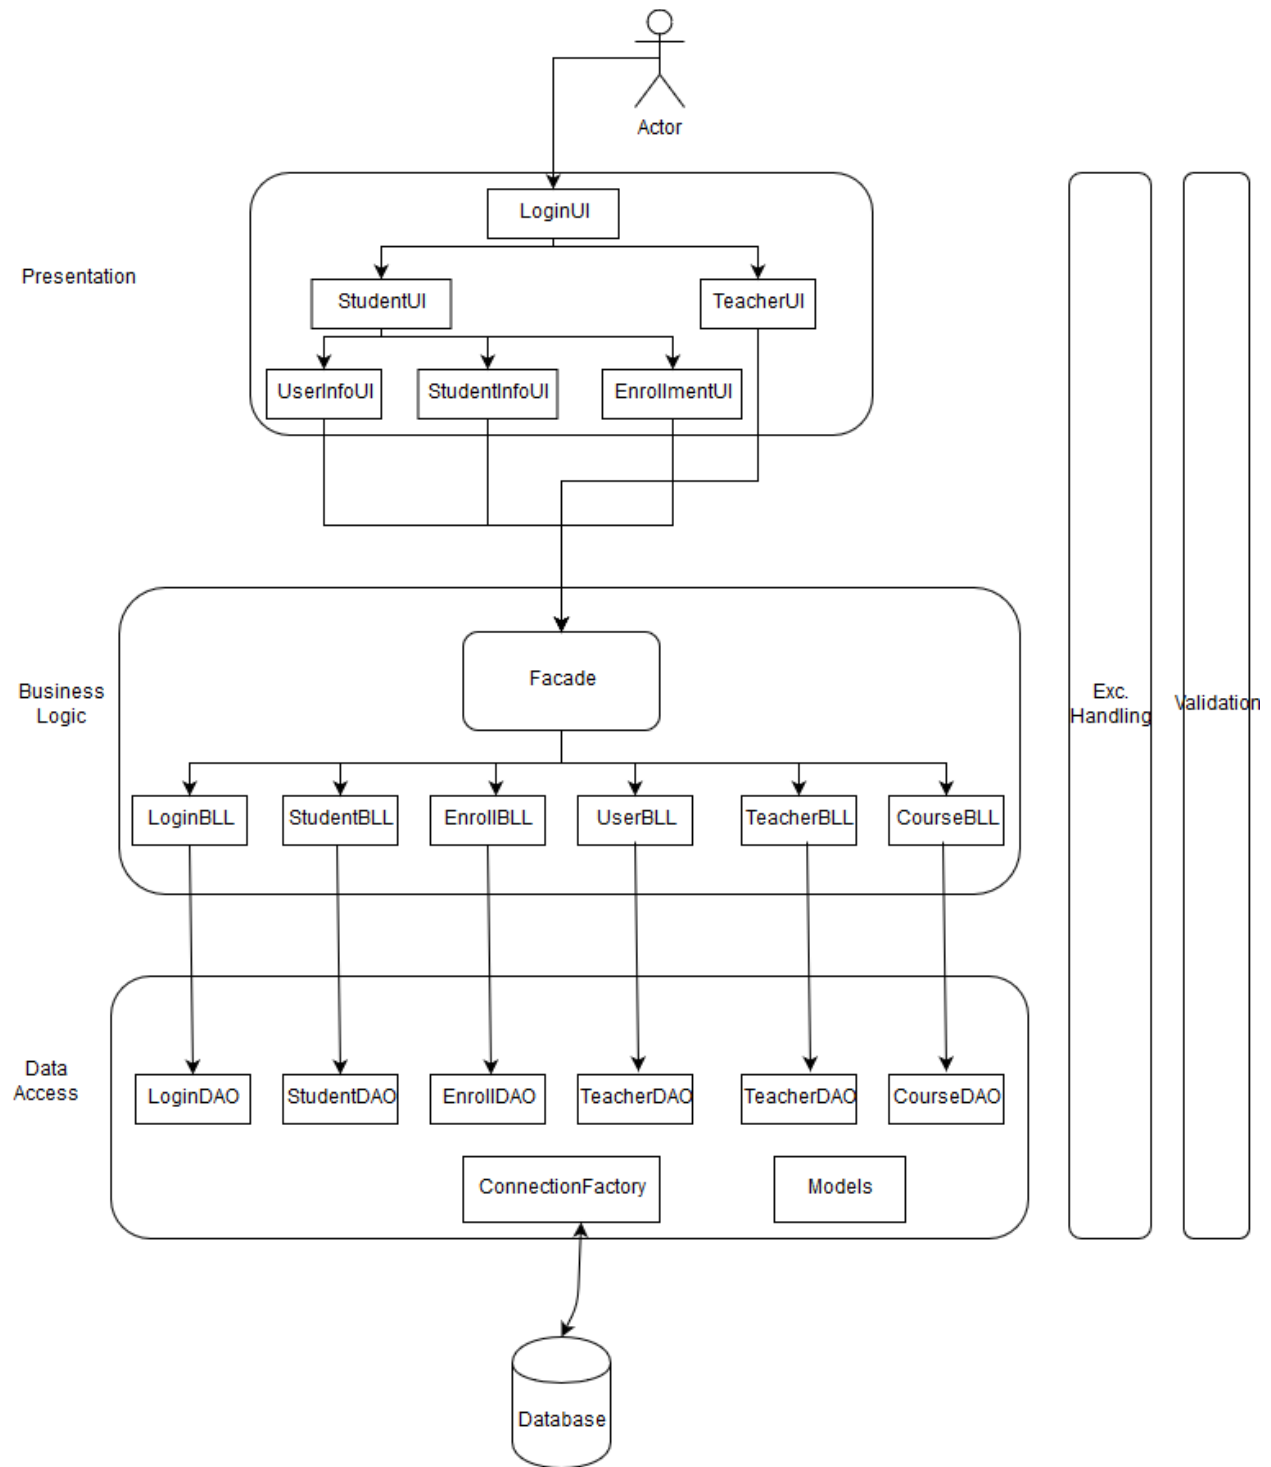 Actor
LoginUI
Presentation
StudentUI
TeacherUI
UserInfoUI
StudentInfoUI
EnrollmentUI
Facade
Business
Logic
Exc.
Handling
Validation
LoginBLL
StudentBLL
EnrollBLL
UserBLL
TeacherBLL
CourseBLL
Data
Access
LoginDAO
StudentDAO
EnrollDAO
TeacherDAO
TeacherDAO
CourseDAO
ConnectionFactory
Models
Database